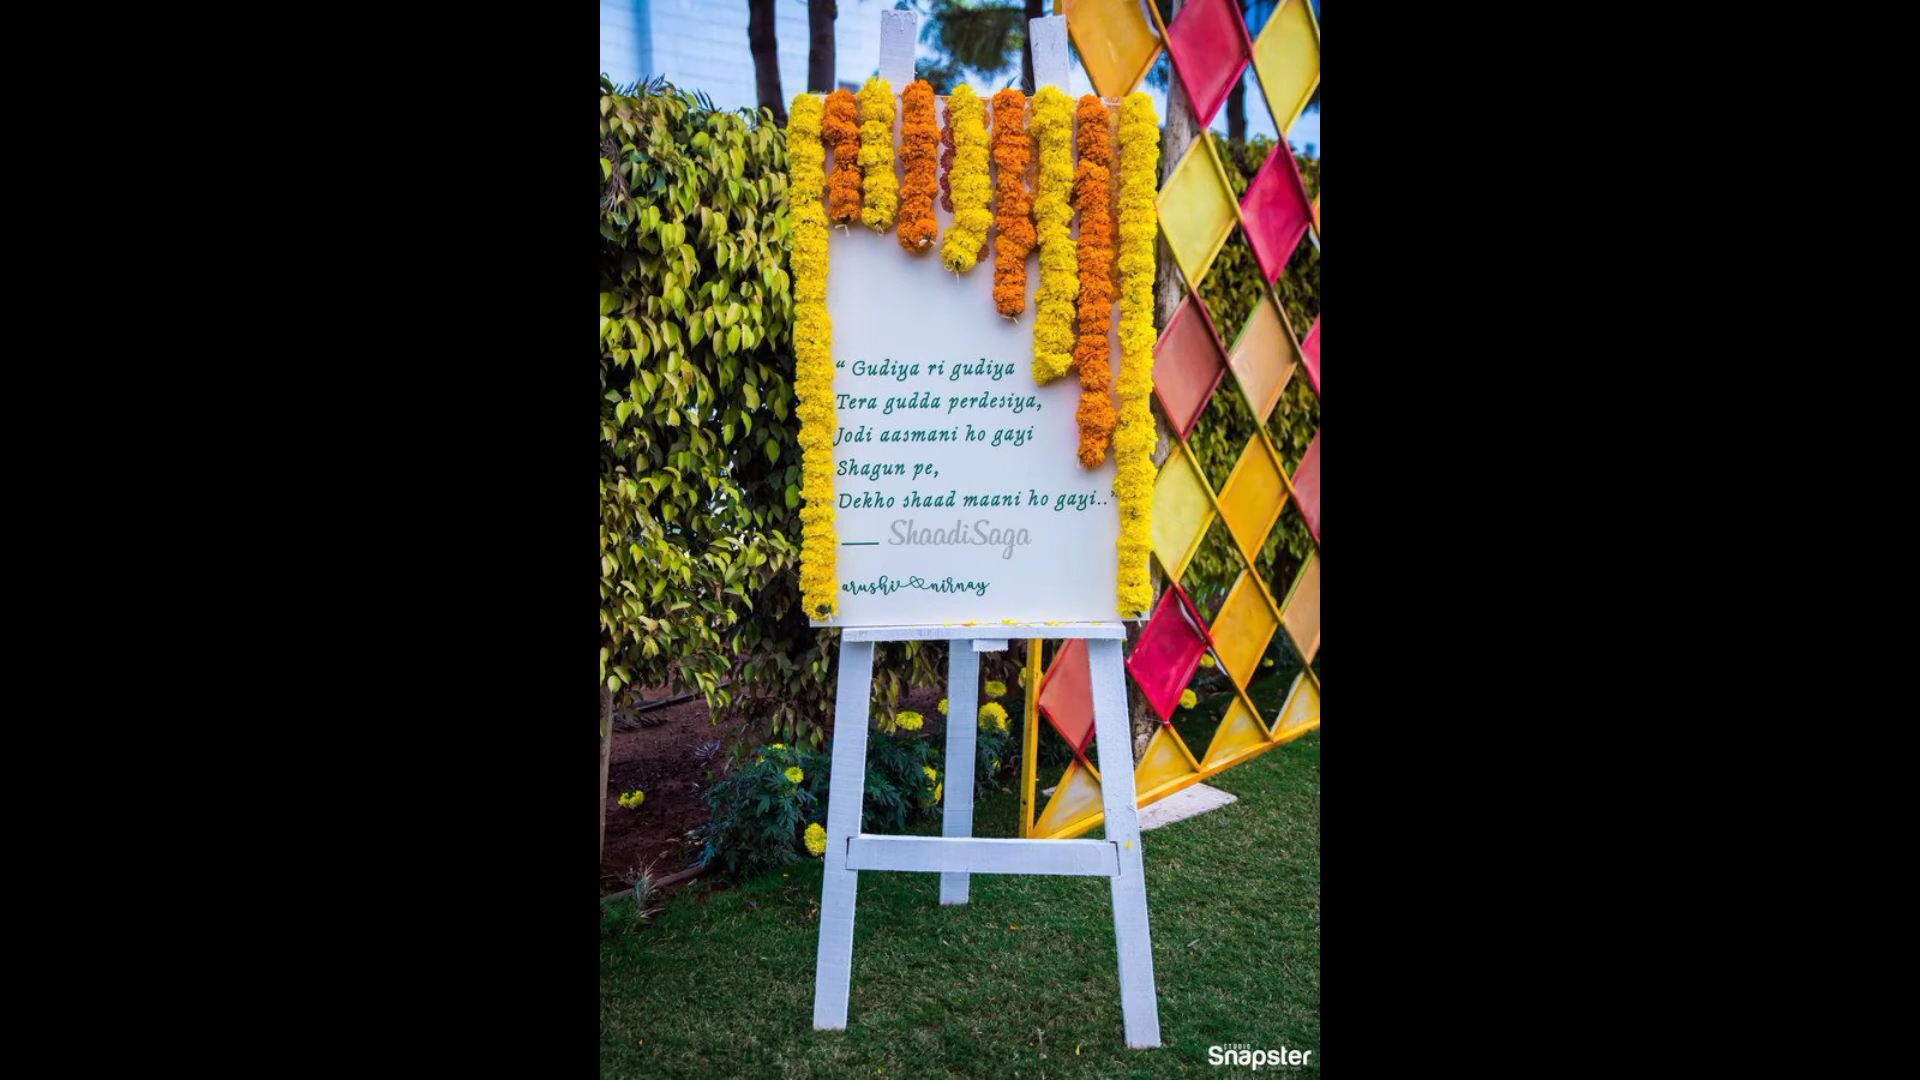 “ Gudiya ri gudiya
Tera gudda perdesiya,
Jodi aasmani ho gayi
Shagun pe,
Dekho shaad maani ho gayi..”
ShaadiSaga
arushi & nirnay
STUDIO
Snapster